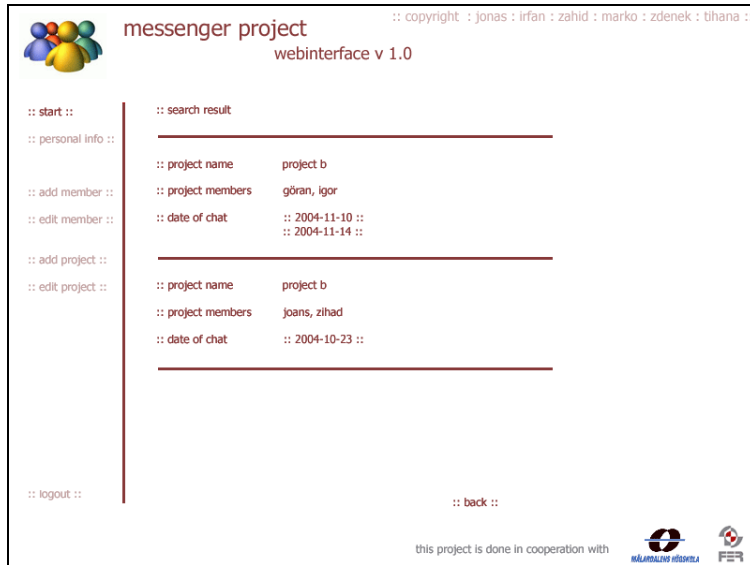 :: copyright : jonas : irfan : zahid : marko : zdenek : tihana :
messenger project
webinterface v 1.0
:: start ::
:: personal info ::
:: add member ::
:: edit member ::
:: add project ::
:: edit project ::
:: logout ::
:: search result
:: project name project b
:: project members göran, igor
:: date of chat :: 2004-11-10 ::
:: 2004-11-14 ::
:: project name project b
:: project members joans, zihad
:: date of chat :: 2004-10-23 ::
:: back ::
this project is done in cooperation with
MÄLARDALENS HÖGSKOLA
FER